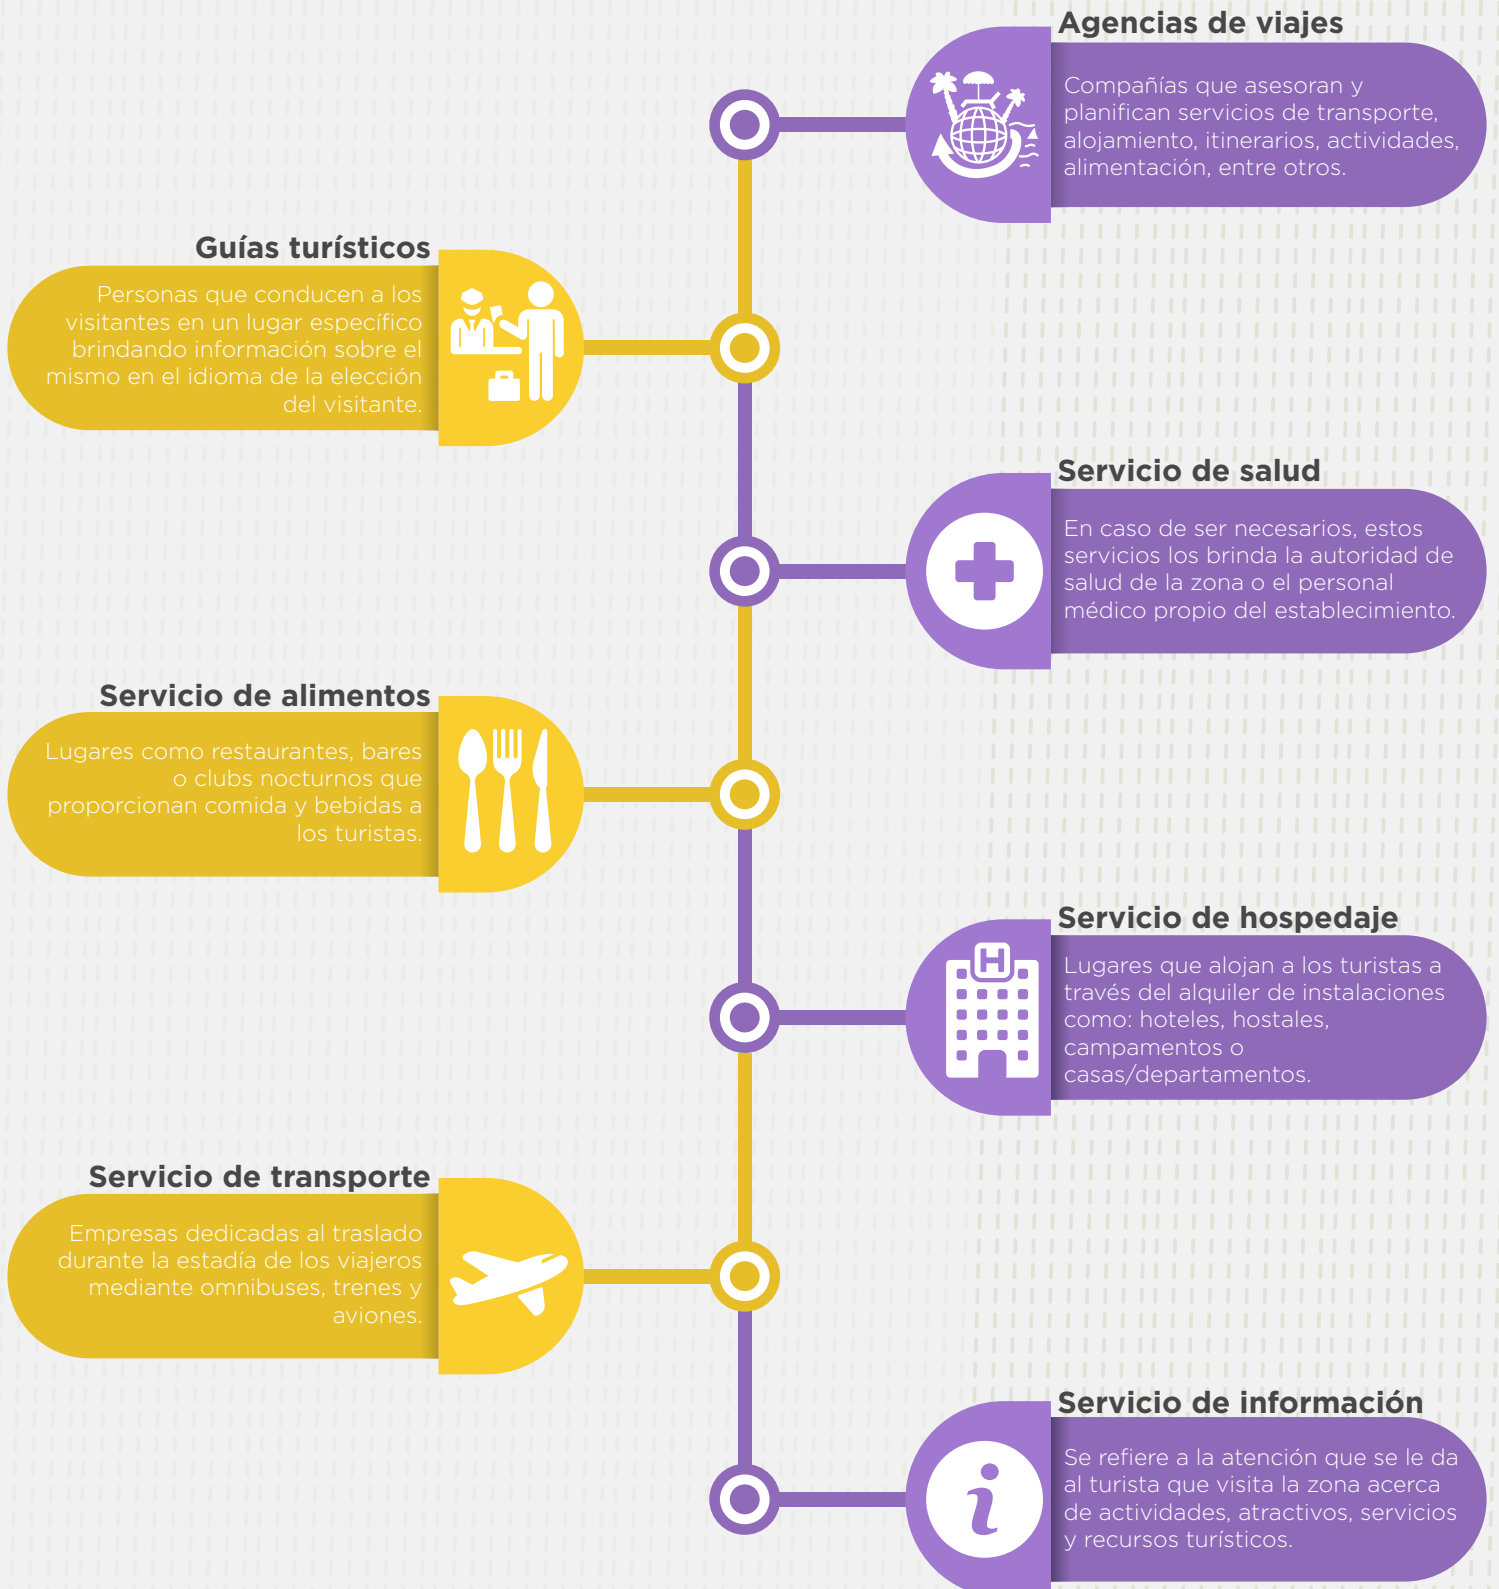 Agencias de viajes
Compañías que asesoran y
planifican servicios de transporte,
alojamiento, itinerarios, actividades,
alimentación, entre otros.
Guías turísticos
Personas que conducen a los
visitantes en un lugar específico
brindando información sobre el
mismo en el idioma de la elección
del visitante.
Servicio de salud
En caso de ser necesarios, estos
servicios los brinda la autoridad de
salud de la zona o el personal
médico propio del establecimiento.
Servicio de alimentos
Lugares como restaurantes, bares
o clubs nocturnos que
proporcionan comida y bebidas a
los turistas.
Servicio de hospedaje
H
Lugares que alojan a los turistas a
través del alquiler de instalaciones
como: hoteles, hostales,
campamentos o
casas/departamentos.
Servicio de transporte
Empresas dedicadas al traslado
durante la estadía de los viajeros
mediante omnibuses, trenes y
aviones.
Servicio de información
i
Se refiere a la atención que se le da
al turista que visita la zona acerca
de actividades, atractivos, servicios
y recursos turísticos.